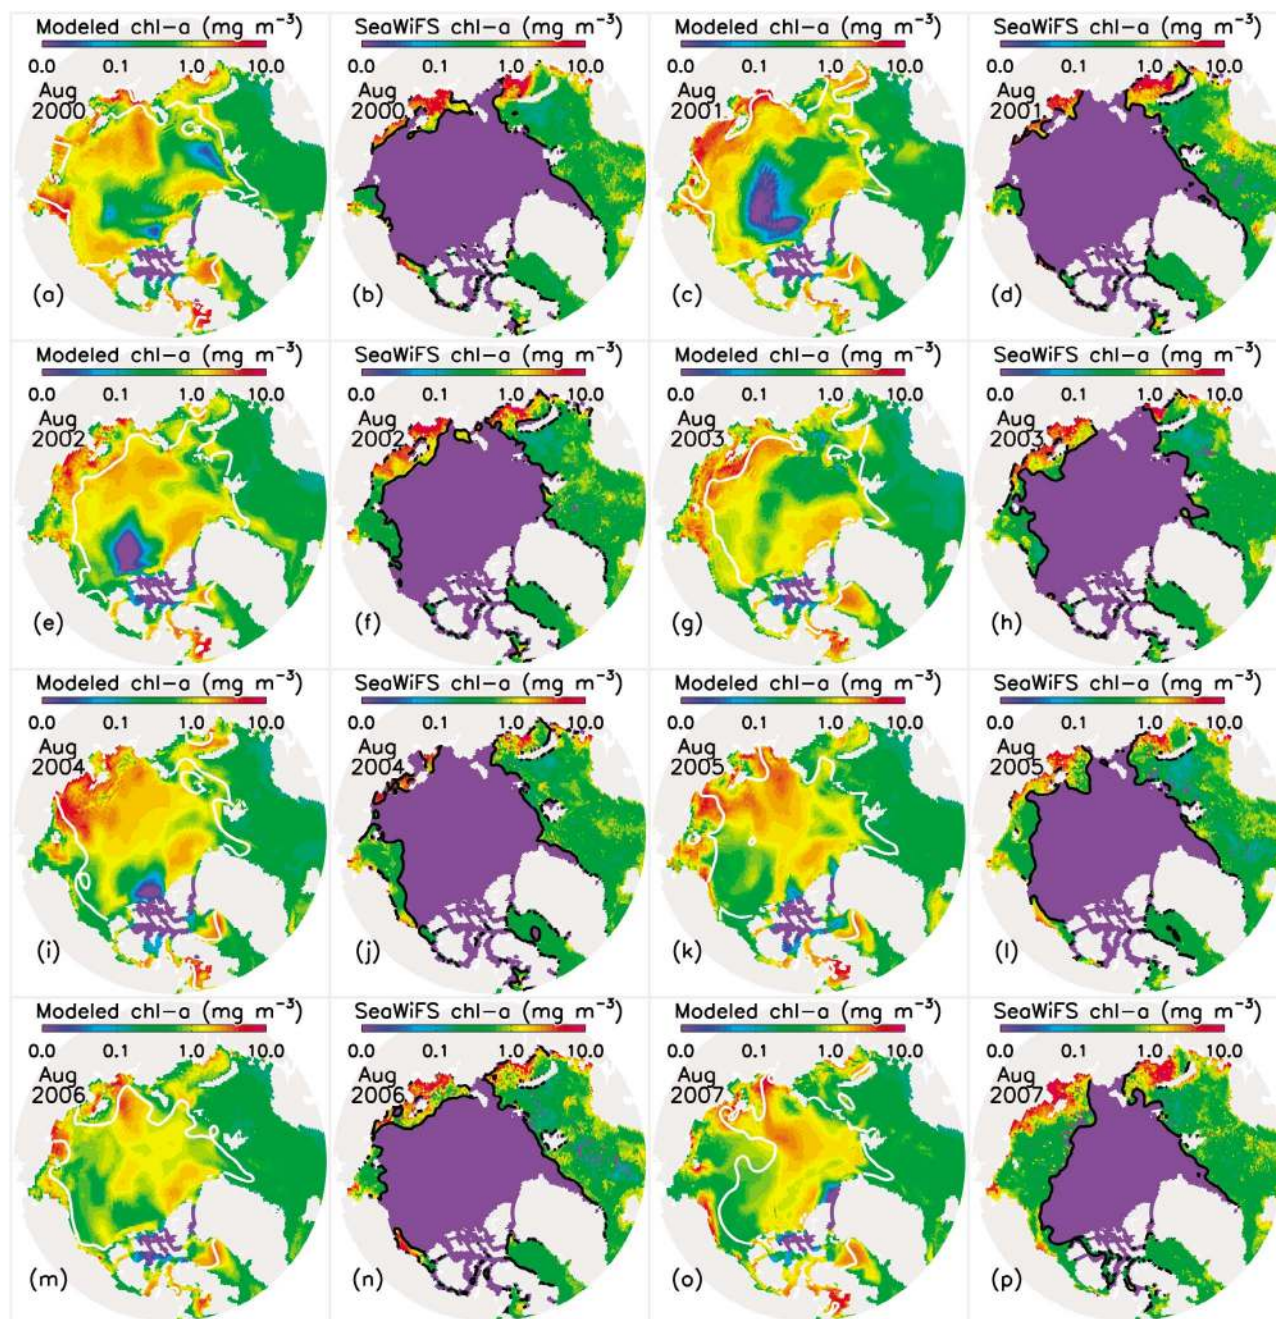 Modeled chl-a (mg m⁻³)
0.0 0.1 1.0 10.0
Aug
2000
(a)
SeaWiFS chl-a (mg m⁻³)
0.0 0.1 1.0 10.0
Aug
2000
(b)
Modeled chl-a (mg m⁻³)
0.0 0.1 1.0 10.0
Aug
2001
(c)
SeaWiFS chl-a (mg m⁻³)
0.0 0.1 1.0 10.0
Aug
2001
(d)
Modeled chl-a (mg m⁻³)
0.0 0.1 1.0 10.0
Aug
2002
(e)
SeaWiFS chl-a (mg m⁻³)
0.0 0.1 1.0 10.0
Aug
2002
(f)
Modeled chl-a (mg m⁻³)
0.0 0.1 1.0 10.0
Aug
2003
(g)
SeaWiFS chl-a (mg m⁻³)
0.0 0.1 1.0 10.0
Aug
2003
(h)
Modeled chl-a (mg m⁻³)
0.0 0.1 1.0 10.0
Aug
2004
(i)
SeaWiFS chl-a (mg m⁻³)
0.0 0.1 1.0 10.0
Aug
2004
(j)
Modeled chl-a (mg m⁻³)
0.0 0.1 1.0 10.0
Aug
2005
(k)
SeaWiFS chl-a (mg m⁻³)
0.0 0.1 1.0 10.0
Aug
2005
(l)
Modeled chl-a (mg m⁻³)
0.0 0.1 1.0 10.0
Aug
2006
(m)
SeaWiFS chl-a (mg m⁻³)
0.0 0.1 1.0 10.0
Aug
2006
(n)
Modeled chl-a (mg m⁻³)
0.0 0.1 1.0 10.0
Aug
2007
(o)
SeaWiFS chl-a (mg m⁻³)
0.0 0.1 1.0 10.0
Aug
2007
(p)